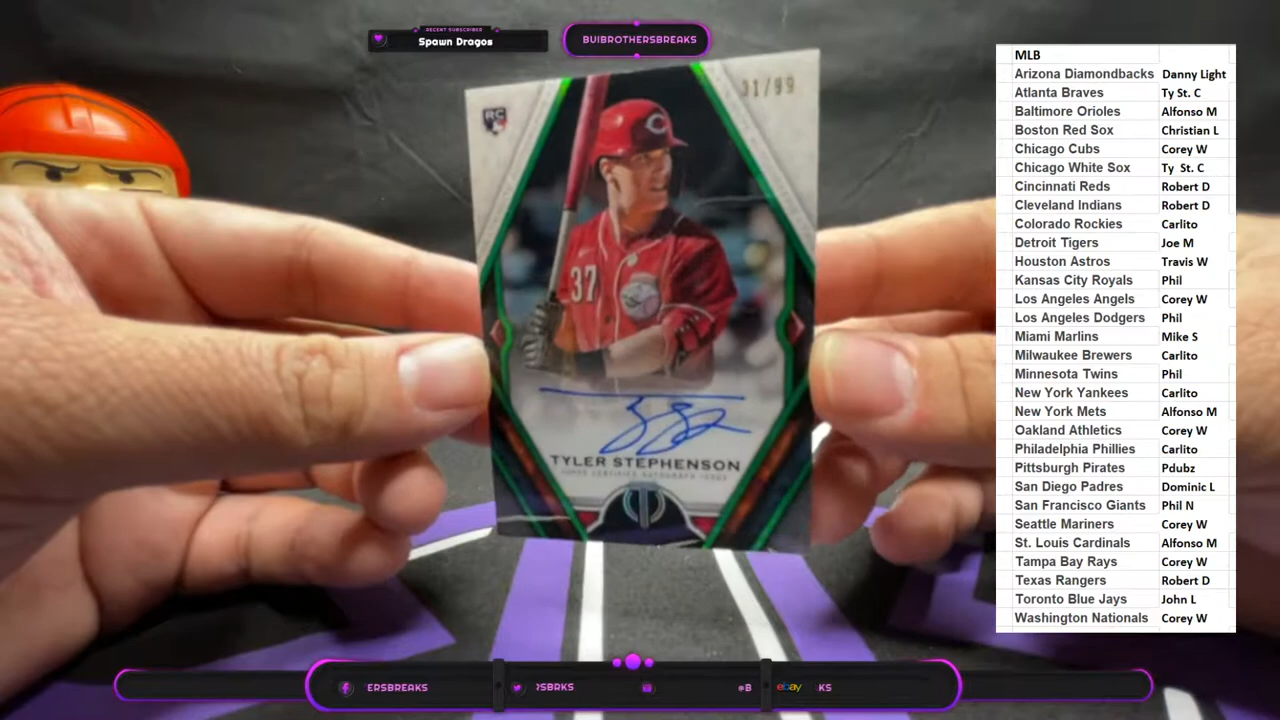 RECENT SUBSCRIBER
Spawn Dragos
BUIBROTHERSBREAKS
RC
01/99
C
37
TYLER STEPHENSON
TOPPS CERTIFIED AUTOGRAPH ISSUE
MLB
Arizona Diamondbacks Danny Light
Atlanta Braves Ty St. C
Baltimore Orioles Alfonso M
Boston Red Sox Christian L
Chicago Cubs Corey W
Chicago White Sox Ty St. C
Cincinnati Reds Robert D
Cleveland Indians Robert D
Colorado Rockies Carlito
Detroit Tigers Joe M
Houston Astros Travis W
Kansas City Royals Phil
Los Angeles Angels Corey W
Los Angeles Dodgers Phil
Miami Marlins Mike S
Milwaukee Brewers Carlito
Minnesota Twins Phil
New York Yankees Carlito
New York Mets Alfonso M
Oakland Athletics Corey W
Philadelphia Phillies Carlito
Pittsburgh Pirates Pdubz
San Diego Padres Dominic L
San Francisco Giants Phil N
Seattle Mariners Corey W
St. Louis Cardinals Alfonso M
Tampa Bay Rays Corey W
Texas Rangers Robert D
Toronto Blue Jays John L
Washington Nationals Corey W
ERSBREAKS
JSBRKS
@B
ebay
KS